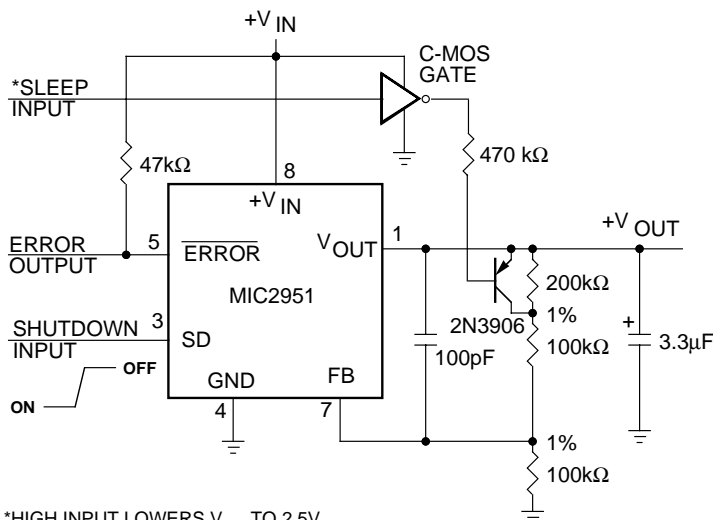 +V IN
C-MOS
GATE
*SLEEP
INPUT
47kΩ
8
470 kΩ
+V IN
ERROR
OUTPUT
5
ERROR
VOUT
1
+V OUT
MIC2951
200kΩ
SHUTDOWN
INPUT
3
SD
2N3906
1%
100kΩ
+
3.3µF
100pF
OFF
ON
GND
FB
4
7
1%
100kΩ
*HIGH INPUT LOWERS V TO 2.5V